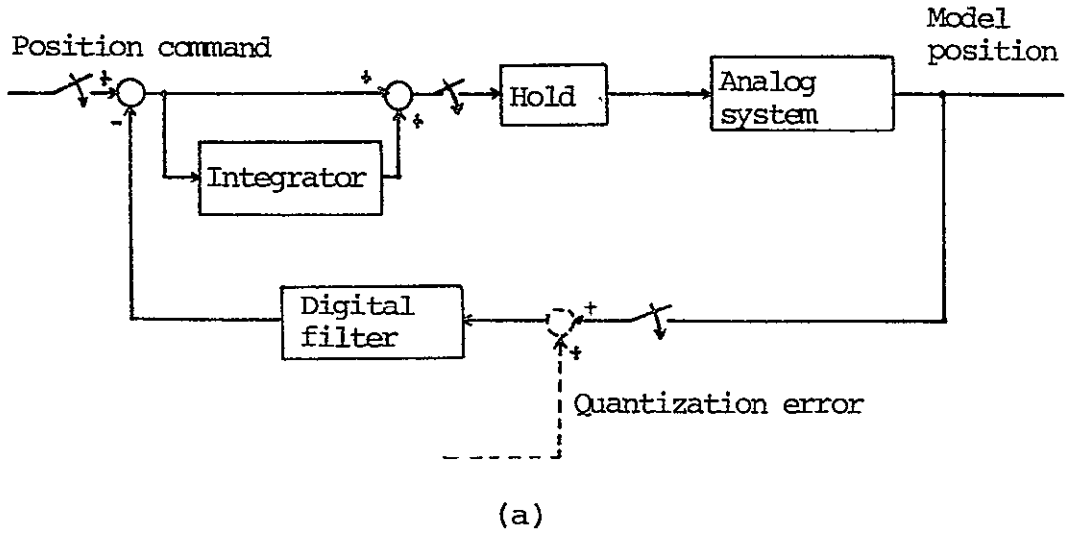 Model
position
Position command
+
-
+
+
Hold
Analog
system
Integrator
Digital
filter
+
+
Quantization error
(a)